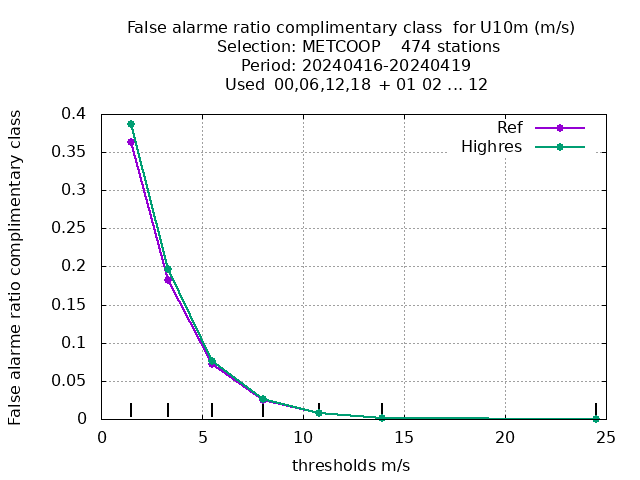 False alarme ratio complimentary class  for U10m (m/s)
Selection: METCOOP    474 stations
Period: 20240416-20240419
Used  00,06,12,18 + 01 02 ... 12
False alarme ratio complimentary class
0.4
0.35
0.3
0.25
0.2
0.15
0.1
0.05
0
Ref
Highres
0 5 10 15 20 25
thresholds m/s